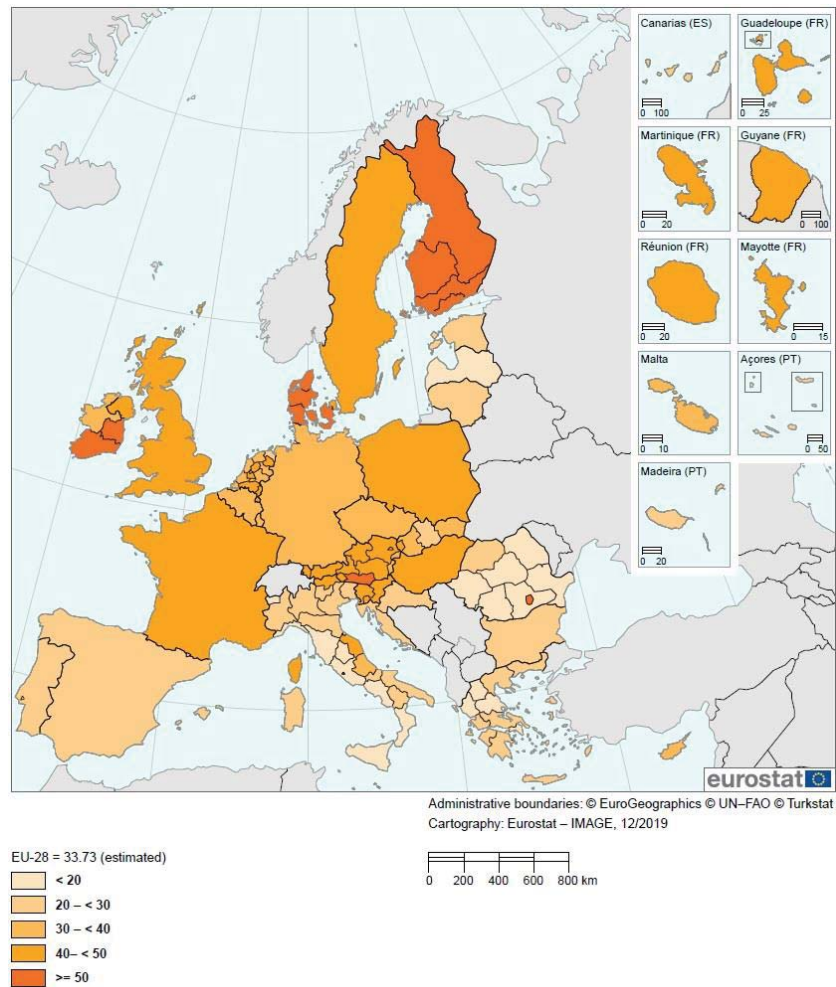 Canarias (ES)
0 100
Guadeloupe (FR)
0 25
Martinique (FR)
0 20
Guyane (FR)
0 100
Réunion (FR)
0 20
Mayotte (FR)
0 15
Malta
0 10
Açores (PT)
0 50
Madeira (PT)
0 20
eurostat
Administrative boundaries: © EuroGeographics © UN–FAO © Turkstat
Cartography: Eurostat – IMAGE, 12/2019
EU-28 = 33.73 (estimated)
0 200 400 600 800 km
< 20
20 – < 30
30 – < 40
40– < 50
>= 50